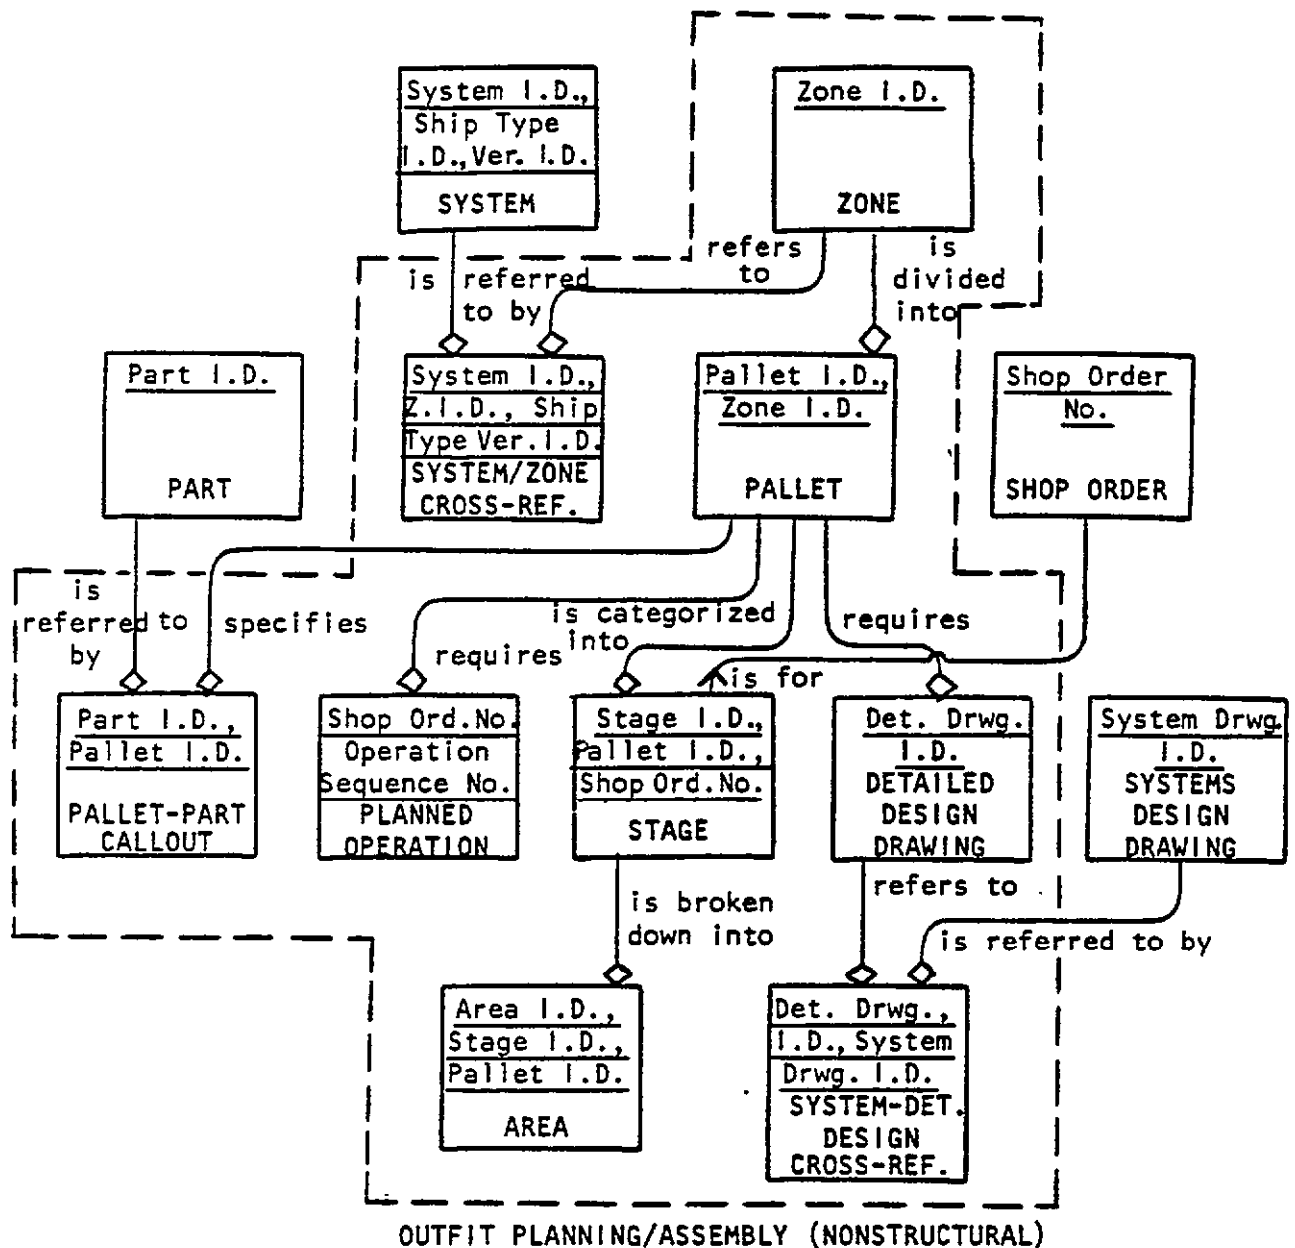 System I.D.,
Ship Type
I.D.,Ver. I.D.
SYSTEM
Zone I.D.
ZONE
is referred
to by
refers
to
is
divided
into
Part I.D.
PART
System I.D.,
Z.I.D., Ship
Type Ver.I.D.
SYSTEM/ZONE
CROSS-REF.
Pallet I.D.,
Zone I.D.
PALLET
Shop Order
No.
SHOP ORDER
is
referred to
by
specifies
requires
is categorized
into
is for
requires
Part I.D.,
Pallet I.D.
PALLET-PART
CALLOUT
Shop Ord.No.
Operation
Sequence No.
PLANNED
OPERATION
Stage I.D.,
Pallet I.D.,
Shop Ord.No.
STAGE
Det. Drwg.
I.D.
DETAILED
DESIGN
DRAWING
System Drwg.
I.D.
SYSTEMS
DESIGN
DRAWING
is broken
down into
refers to
is referred to by
Area I.D.,
Stage I.D.,
Pallet I.D.
AREA
Det. Drwg.,
I.D.,System
Drwg. I.D.
SYSTEM-DET.
DESIGN
CROSS-REF.
OUTFIT PLANNING/ASSEMBLY (NONSTRUCTURAL)